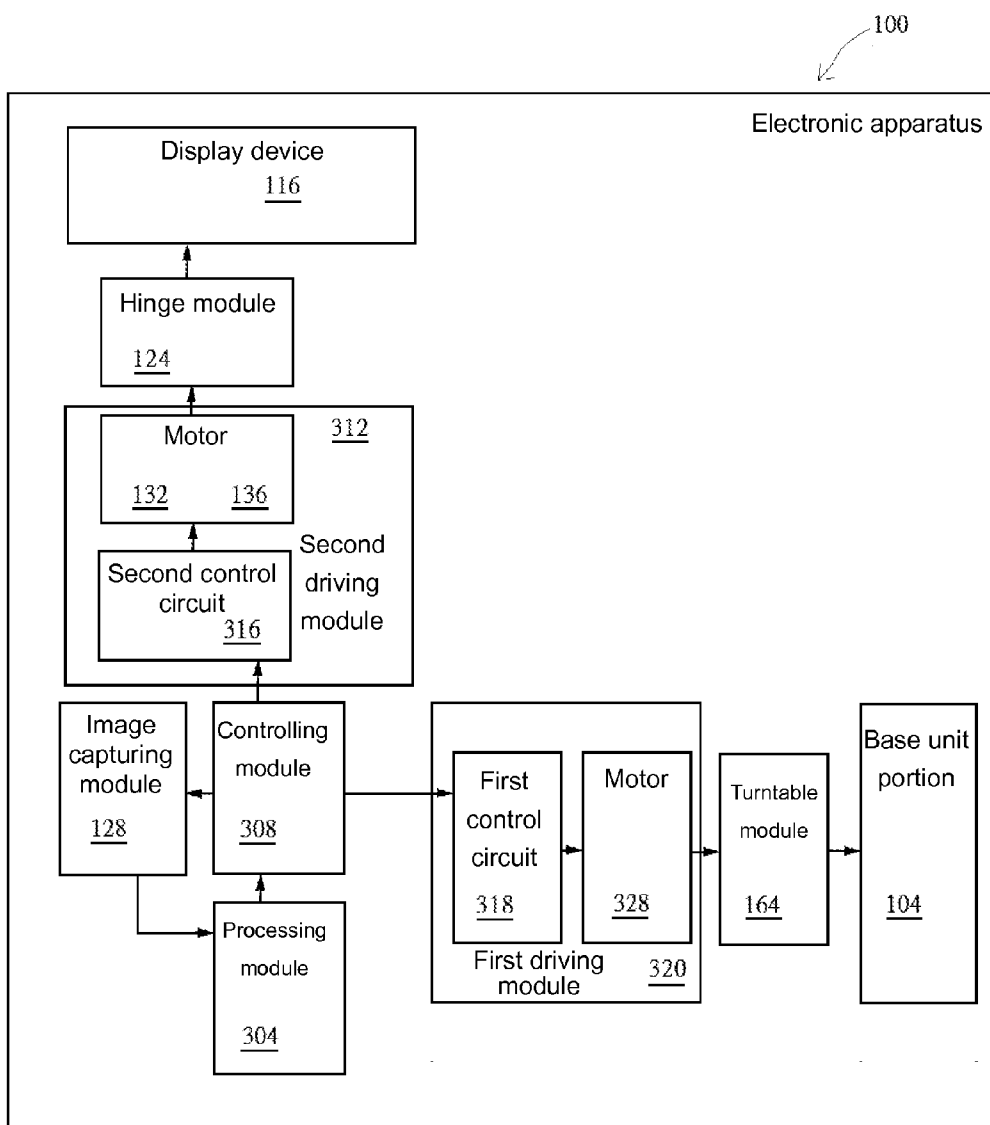 100
Electronic apparatus
Display device
116
Hinge module
124
312
Motor
132 136
Second
driving
module
Second control
circuit
316
Image
capturing
module
128
Controlling
module
308
First
control
circuit
318
Motor
328
First driving
module
320
Turntable
module
164
Base unit
portion
104
Processing
module
304